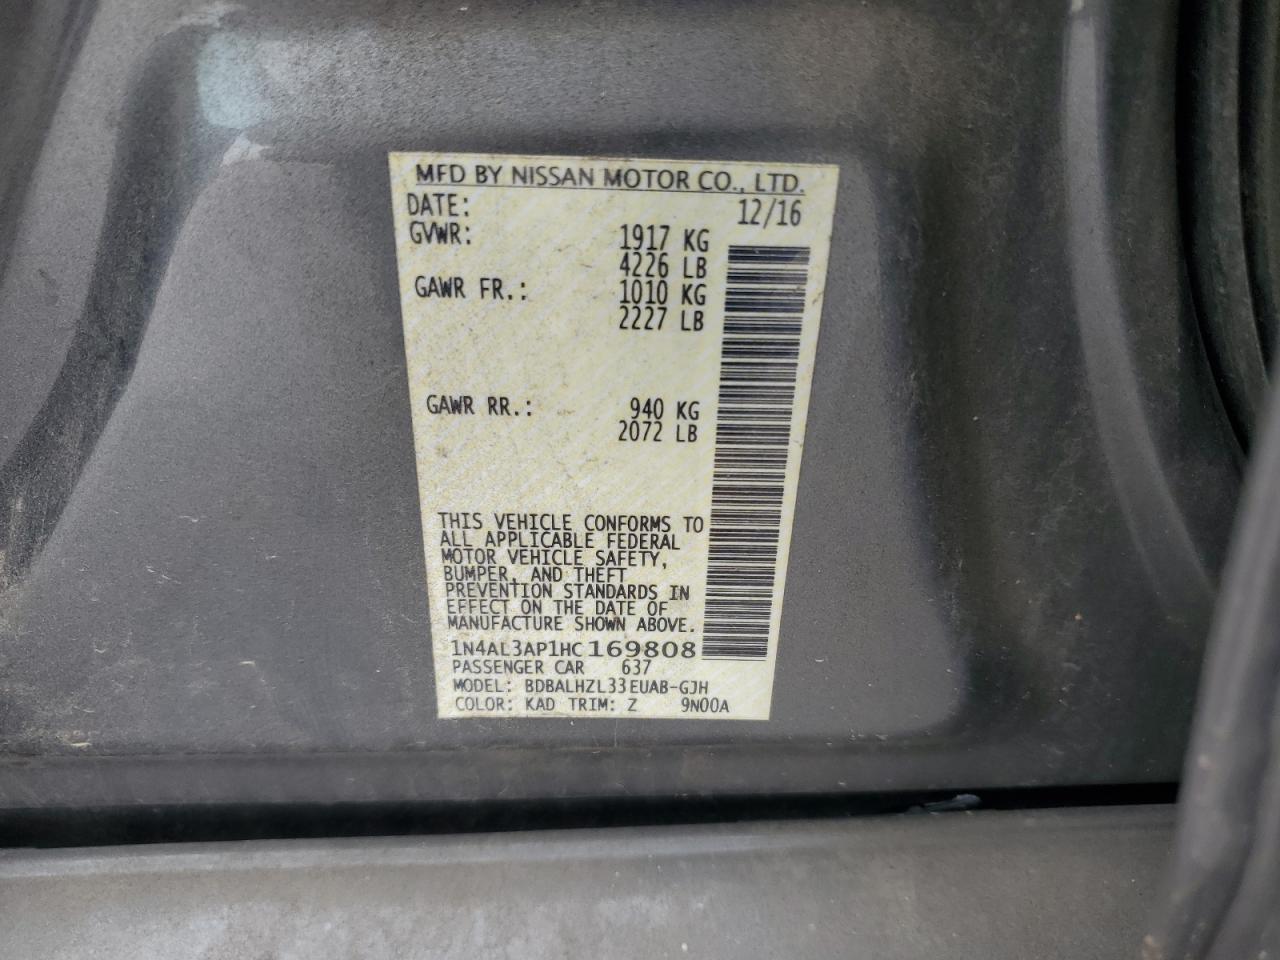 MFD BY NISSAN MOTOR CO., LTD.
DATE: 12/16
GVWR: 1917 KG
4226 LB
GAWR FR.: 1010 KG
2227 LB
GAWR RR.: 940 KG
2072 LB
THIS VEHICLE CONFORMS TO
ALL APPLICABLE FEDERAL
MOTOR VEHICLE SAFETY,
BUMPER, AND THEFT
PREVENTION STANDARDS IN
EFFECT ON THE DATE OF
MANUFACTURE SHOWN ABOVE.
1N4AL3AP1HC 169808
PASSENGER CAR 637
MODEL: BDBALHZL33EUAB-GJH
COLOR: KAD TRIM: Z 9N00A